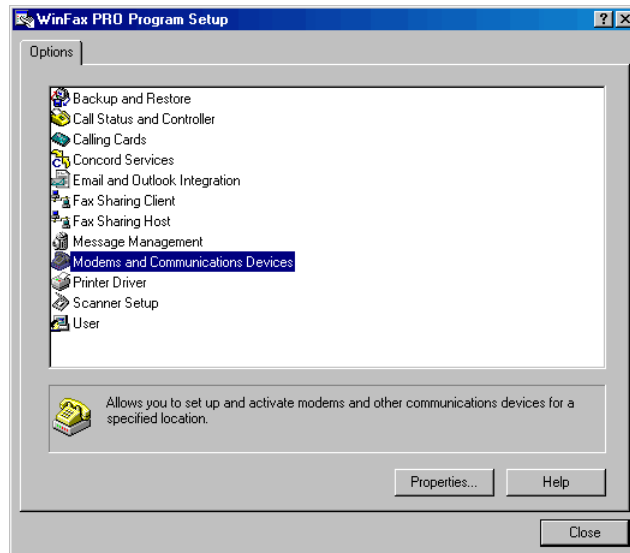 WinFax PRO Program Setup
Options
Backup and Restore
Call Status and Controller
Calling Cards
Concord Services
Email and Outlook Integration
Fax Sharing Client
Fax Sharing Host
Message Management
Modems and Communications Devices
Printer Driver
Scanner Setup
User
Allows you to set up and activate modems and other communications devices for a
specified location.
Properties... Help
Close